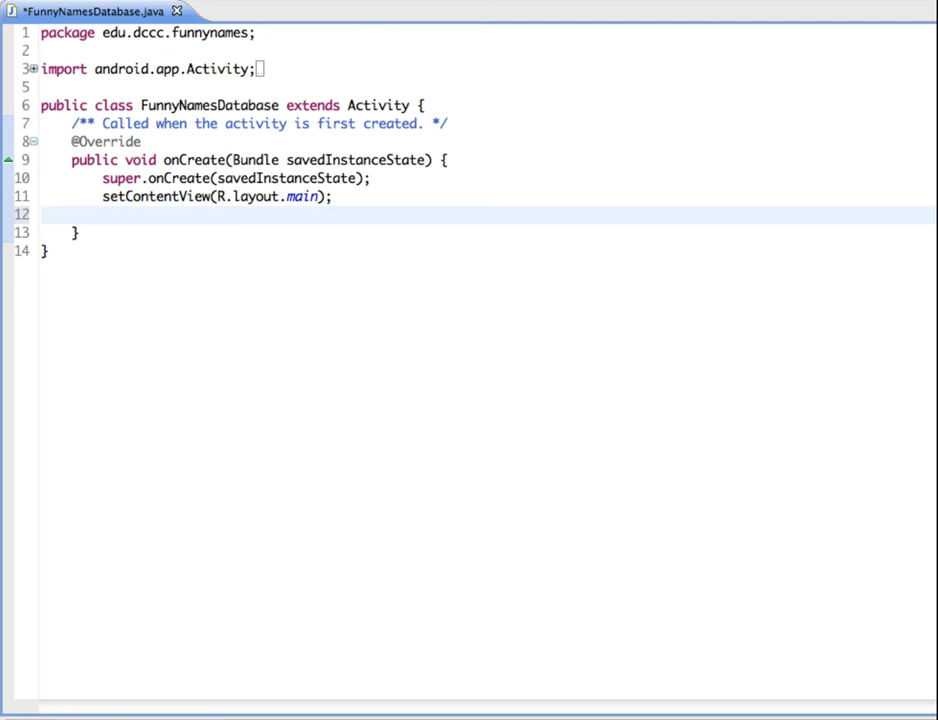 *FunnyNamesDatabase.java
1 package edu.dccc.funnynames;
2
3 import android.app.Activity;
5
6 public class FunnyNamesDatabase extends Activity {
7 /** Called when the activity is first created. */
8 @Override
9 public void onCreate(Bundle savedInstanceState) {
10 super.onCreate(savedInstanceState);
11 setContentView(R.layout.main);
12
13 }
14 }